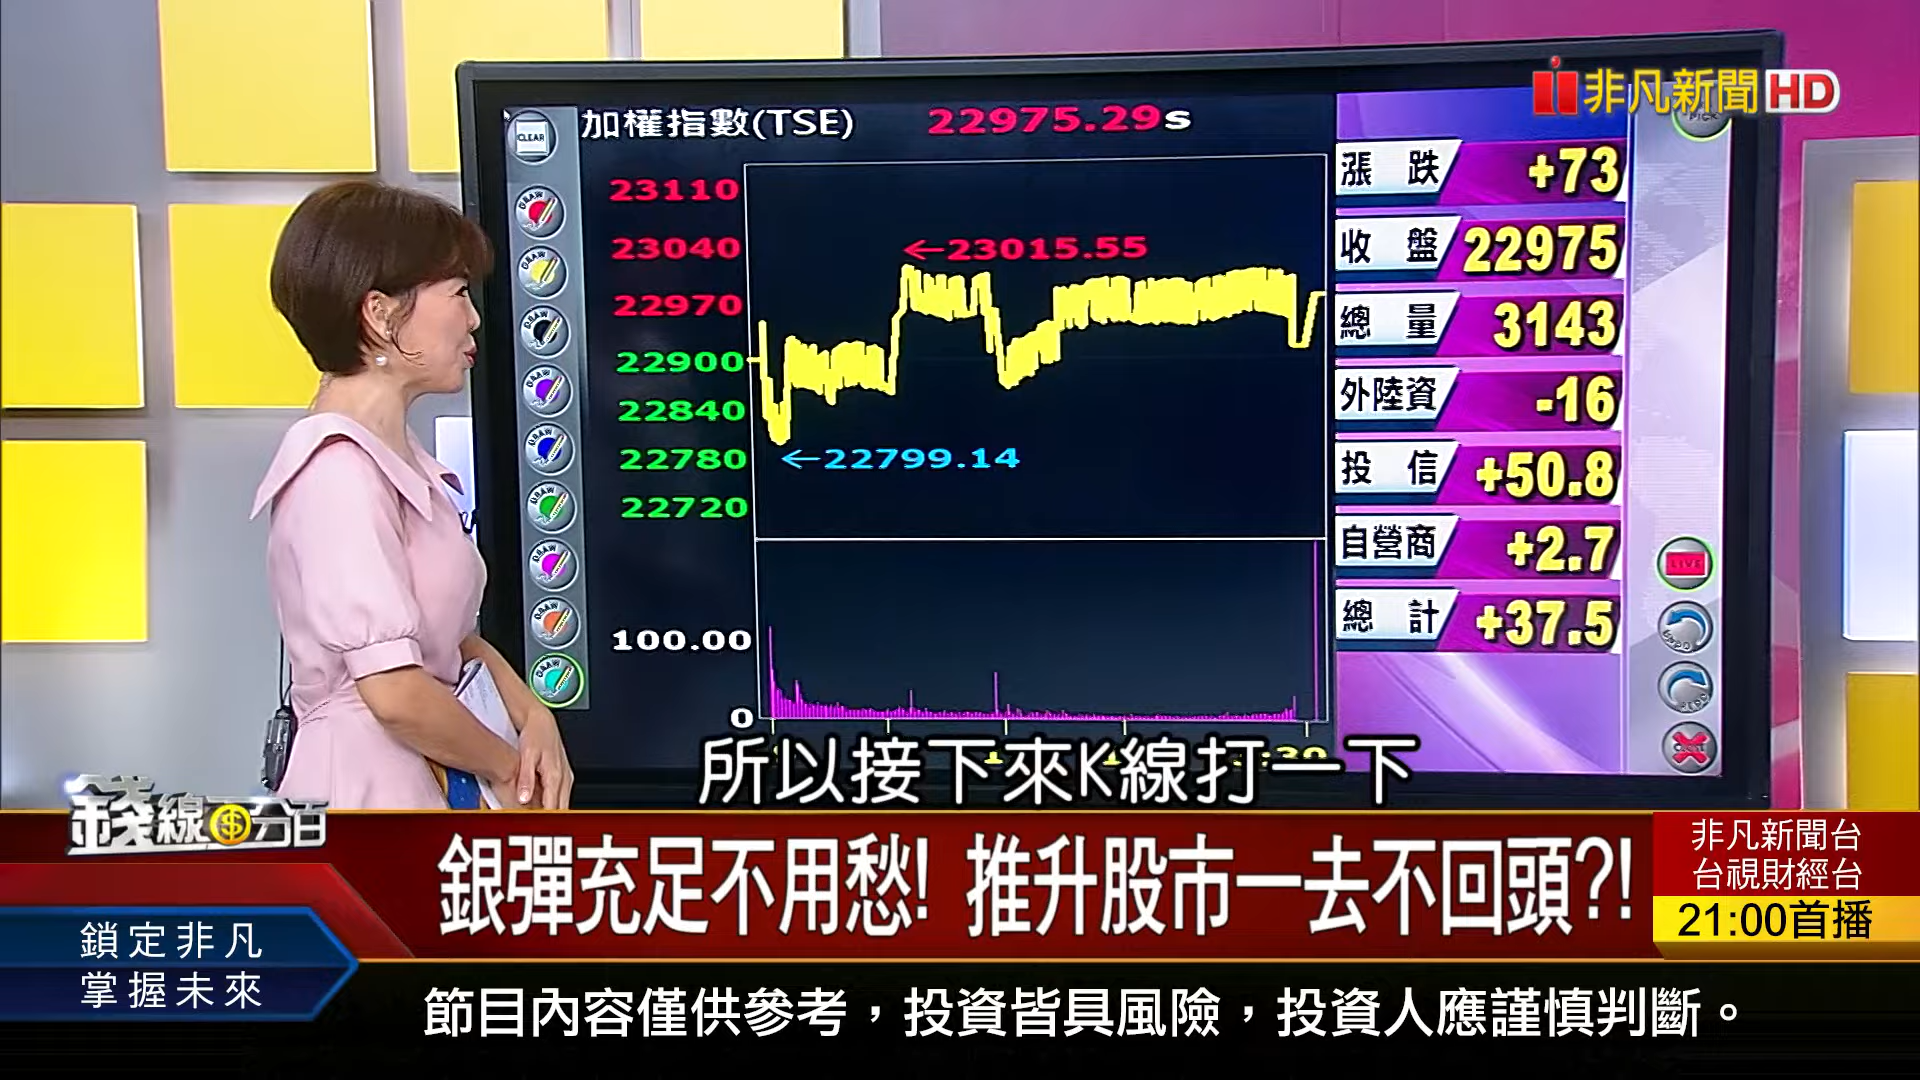 非凡新聞HD
加權指數(TSE) 22975.29s
CLEAR
23110
23040
22970
22900
22840
22780
22720
←23015.55
←22799.14
100.00
0
漲 跌 +73
收 盤 22975
總 量 3143
外陸資 -16
投 信 +50.8
自營商 +2.7
總 計 +37.5
LIVE
所以接下來K線打一下
錢線百分百
銀彈充足不用愁! 推升股市一去不回頭?!
非凡新聞台
台視財經台
21:00首播
鎖定非凡
掌握未來
節目內容僅供參考,投資皆具風險,投資人應謹慎判斷。